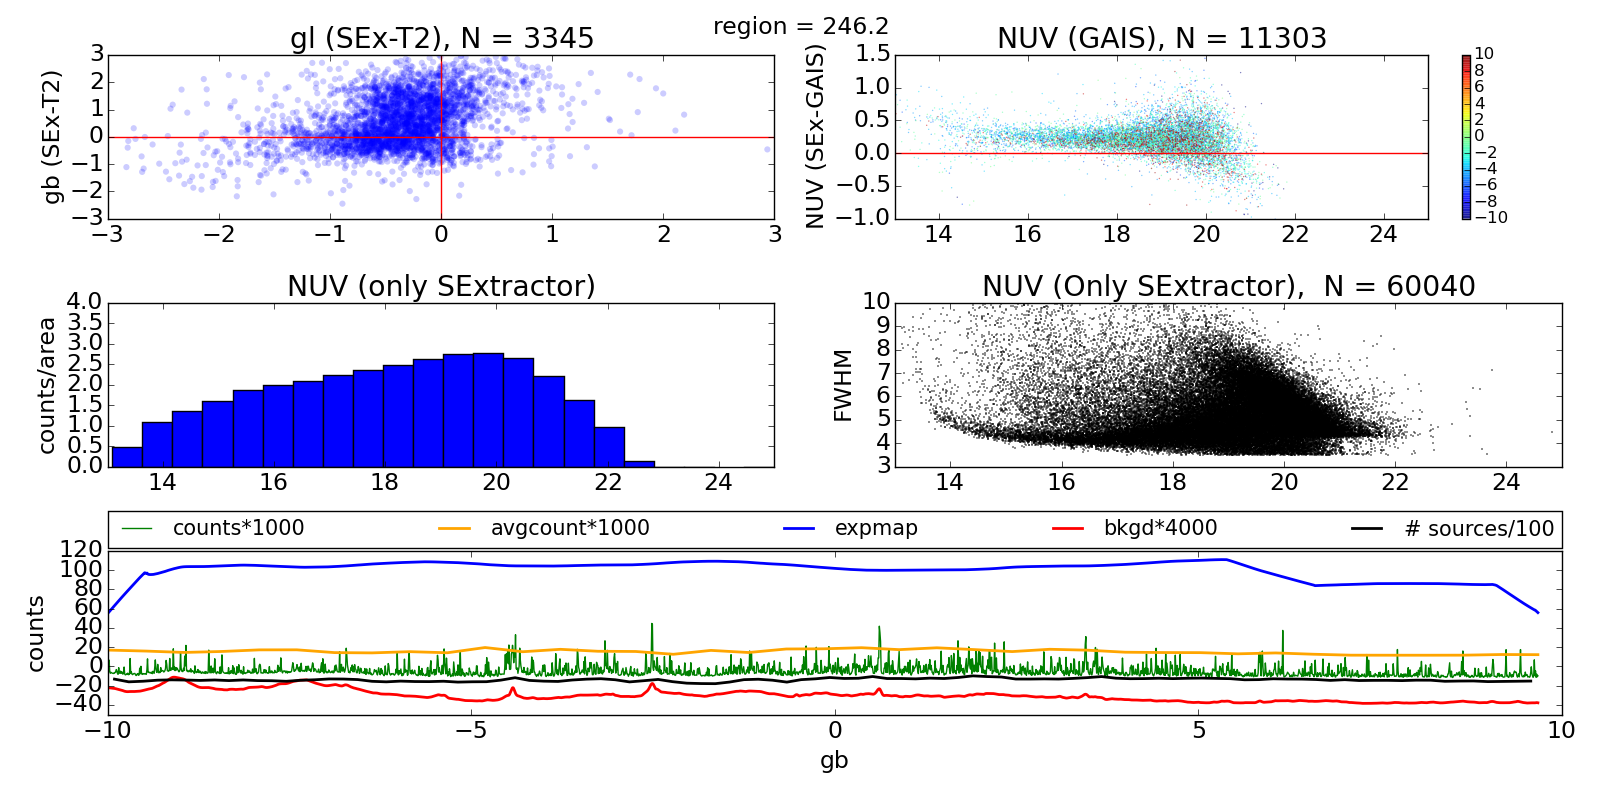 region = 246.2
gl (SEx-T2), N = 3345
gb (SEx-T2)
3
2
1
0
−1
−2
−3
−3 −2 −1 0 1 2 3
NUV (GAIS), N = 11303
NUV (SEx-GAIS)
1.5
1.0
0.5
0.0
−0.5
−1.0
14 16 18 20 22 24
10
8
6
4
2
0
−2
−4
−6
−8
−10
NUV (only SExtractor)
counts/area
4.0
3.5
3.0
2.5
2.0
1.5
1.0
0.5
0.0
14 16 18 20 22 24
NUV (Only SExtractor), N = 60040
FWHM
10
9
8
7
6
5
4
3
14 16 18 20 22 24
counts*1000 avgcount*1000 expmap bkgd*4000 # sources/100
counts
120
100
80
60
40
20
0
−20
−40
−10 −5 0 5 10
gb